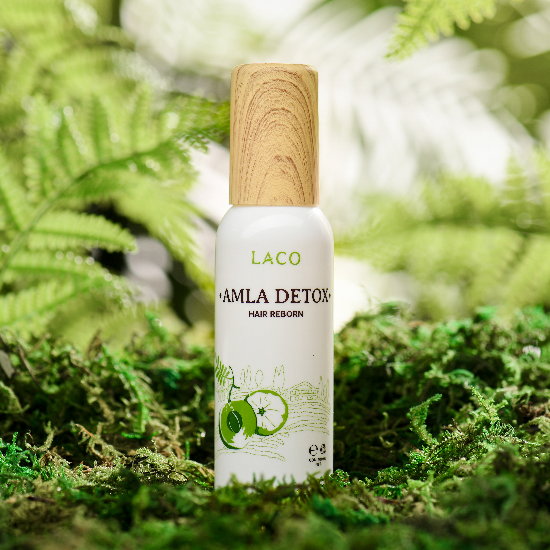 LACO
·AMLA DETOX·
HAIR REBORN